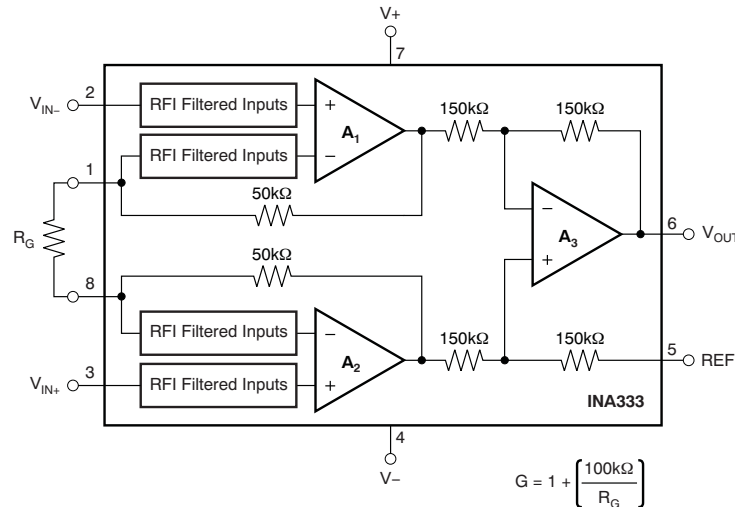 V+
7
2
VIN−
RFI Filtered Inputs
+
A1
150kΩ
150kΩ
1
RFI Filtered Inputs
−
50kΩ
RG
−
A3
+
6
VOUT
8
50kΩ
RFI Filtered Inputs
−
A2
150kΩ
150kΩ
5
REF
3
VIN+
RFI Filtered Inputs
+
INA333
4
V−
G = 1 + [100kΩ / RG]